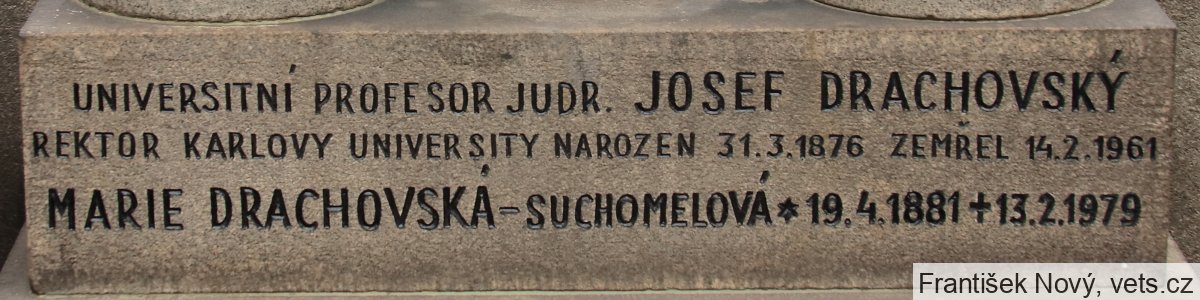 UNIVERSITNÍ PROFESOR JUDR. JOSEF DRACHOVSKÝ
REKTOR KARLOVY UNIVERSITY NAROZEN 31.3.1876 ZEMŘEL 14.2.1961
MARIE DRACHOVSKÁ-SUCHOMELOVÁ * 19.4.1881 + 13.2.1979
František Nový, vets.cz